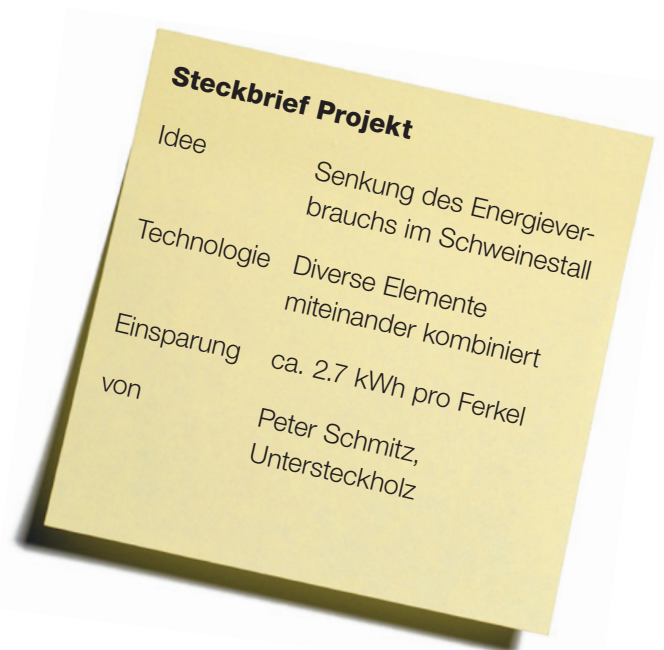 Steckbrief Projekt
Idee
Senkung des Energiever-
brauchs im Schweinestall
Technologie
Diverse Elemente
miteinander kombiniert
Einsparung
ca. 2.7 kWh pro Ferkel
von
Peter Schmitz,
Untersteckholz